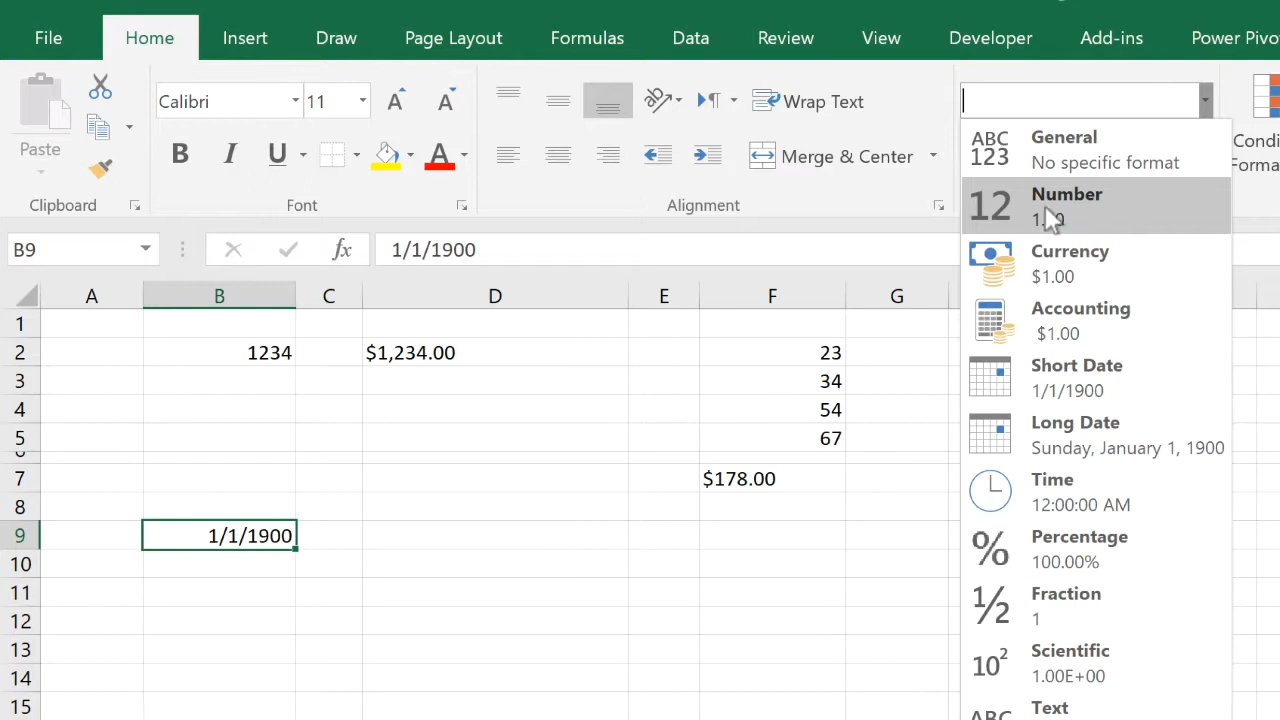 File Home Insert Draw Page Layout Formulas Data Review View Developer Add-ins Power Pivo
Paste
Clipboard
Calibri 11
B I U A
Font
Wrap Text
Merge & Center
Alignment
Condi
Forma
B9 fx 1/1/1900
ABC
123
General
No specific format
12
Number
Currency
$1.00
Accounting
$1.00
Short Date
1/1/1900
Long Date
Sunday, January 1, 1900
Time
12:00:00 AM
%
Percentage
100.00%
½
Fraction
1
10²
Scientific
1.00E+00
ABC
Text
A B C D E F G
1
2 1234 $1,234.00 23
3 34
4 54
5 67
7 $178.00
8
9 1/1/1900
10
11
12
13
14
15